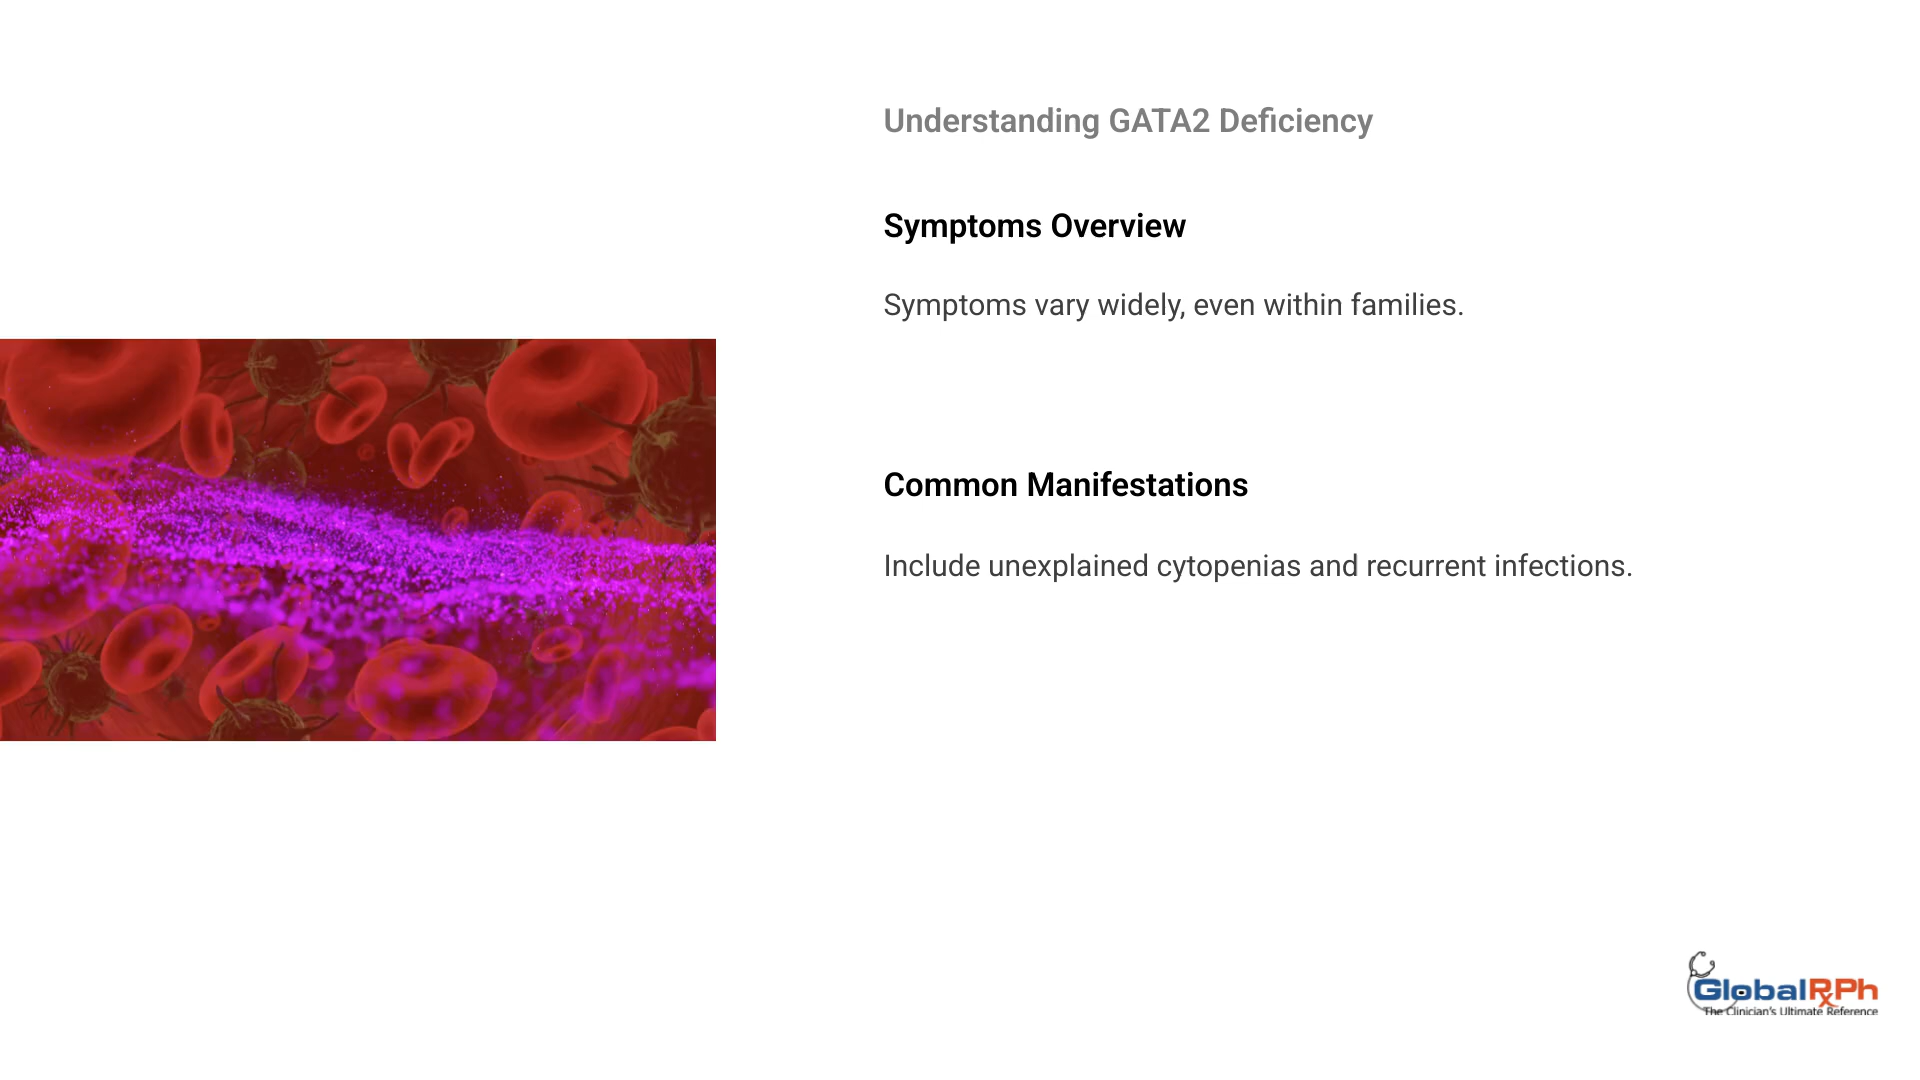 Understanding GATA2 Deficiency
Symptoms Overview
Symptoms vary widely, even within families.
Common Manifestations
Include unexplained cytopenias and recurrent infections.
GlobalRPh
The Clinician's Ultimate Reference